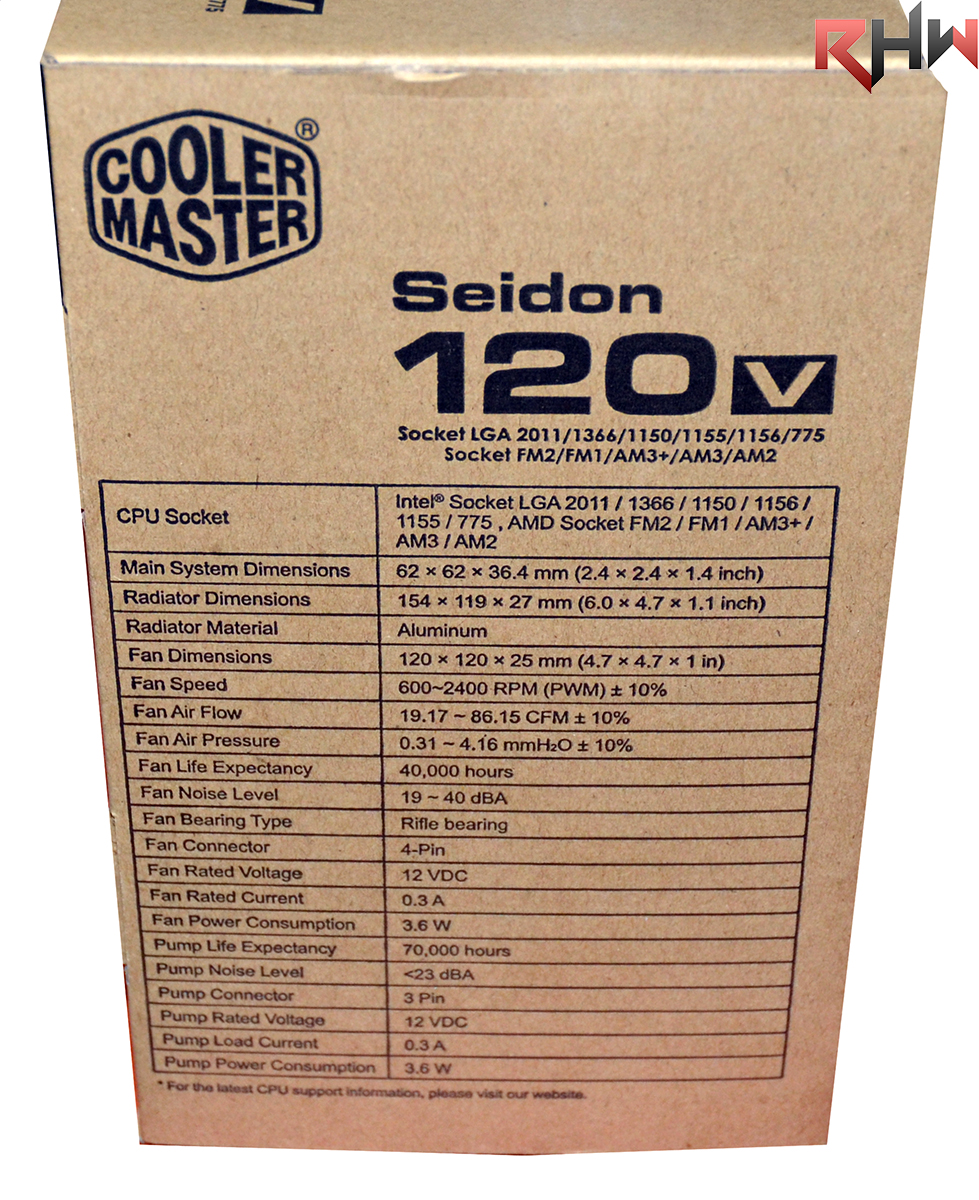 775
RHW
COOLER ®
MASTER
Seidon
120 V
Socket LGA 2011/1366/1150/1155/1156/775
Socket FM2/FM1/AM3+/AM3/AM2
CPU Socket
Intel® Socket LGA 2011 / 1366 / 1150 / 1156 /
1155 / 775 , AMD Socket FM2 / FM1 / AM3+ /
AM3 / AM2
Main System Dimensions 62 × 62 × 36.4 mm (2.4 × 2.4 × 1.4 inch)
Radiator Dimensions 154 × 119 × 27 mm (6.0 × 4.7 × 1.1 inch)
Radiator Material Aluminum
Fan Dimensions 120 × 120 × 25 mm (4.7 × 4.7 × 1 in)
Fan Speed 600~2400 RPM (PWM) ± 10%
Fan Air Flow 19.17 ~ 86.15 CFM ± 10%
Fan Air Pressure 0.31 ~ 4.16 mmH₂O ± 10%
Fan Life Expectancy 40,000 hours
Fan Noise Level 19 ~ 40 dBA
Fan Bearing Type Rifle bearing
Fan Connector 4-Pin
Fan Rated Voltage 12 VDC
Fan Rated Current 0.3 A
Fan Power Consumption 3.6 W
Pump Life Expectancy 70,000 hours
Pump Noise Level <23 dBA
Pump Connector 3 Pin
Pump Rated Voltage 12 VDC
Pump Load Current 0.3 A
Pump Power Consumption 3.6 W
* For the latest CPU support information, please visit our website.